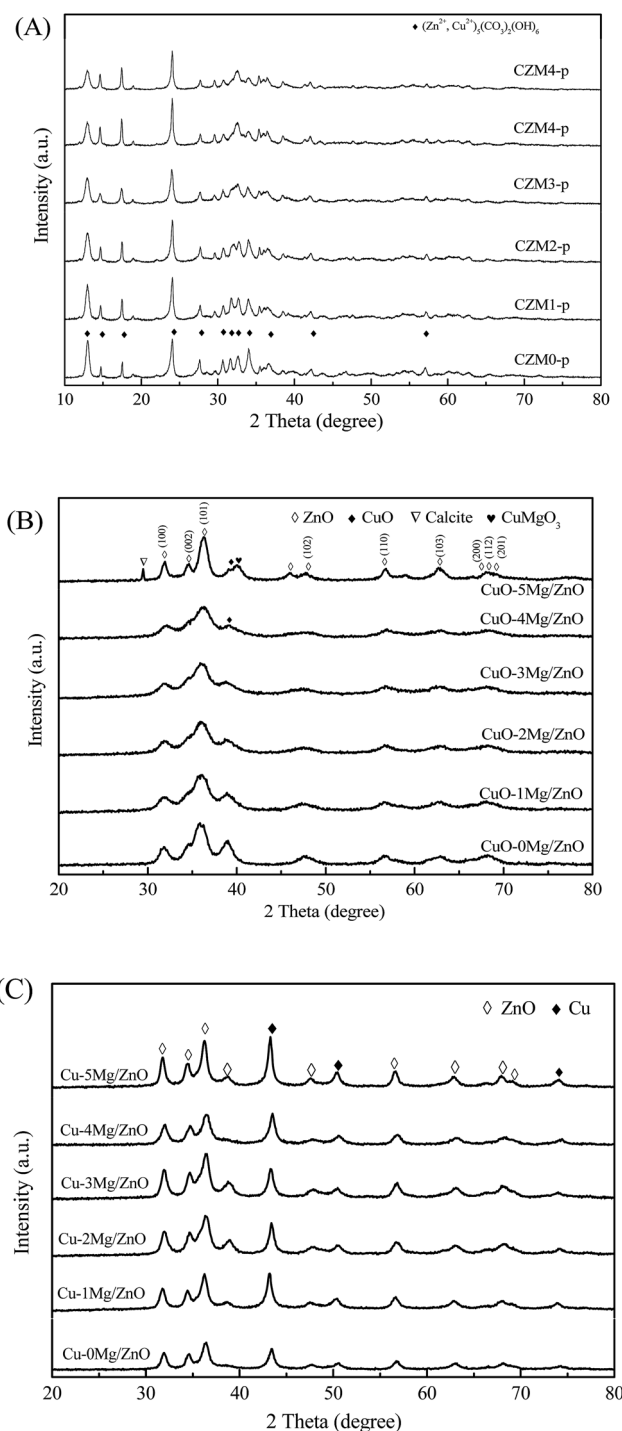 (A)
♦ (Zn²⁺, Cu²⁺)₅(CO₃)₂(OH)₆
CZM4-p
CZM4-p
CZM3-p
CZM2-p
CZM1-p
CZM0-p
Intensity (a.u.)
10 20 30 40 50 60 70 80
2 Theta (degree)
(B)
◊ ZnO ♦ CuO ∇ Calcite ♥ CuMgO₃
(100) (002) (101) (102) (110) (103) (200) (112) (201)
CuO-5Mg/ZnO
CuO-4Mg/ZnO
CuO-3Mg/ZnO
CuO-2Mg/ZnO
CuO-1Mg/ZnO
CuO-0Mg/ZnO
Intensity (a.u.)
20 30 40 50 60 70 80
2 Theta (degree)
(C)
◊ ZnO ♦ Cu
Cu-5Mg/ZnO
Cu-4Mg/ZnO
Cu-3Mg/ZnO
Cu-2Mg/ZnO
Cu-1Mg/ZnO
Cu-0Mg/ZnO
Intensity (a.u.)
20 30 40 50 60 70 80
2 Theta (degree)